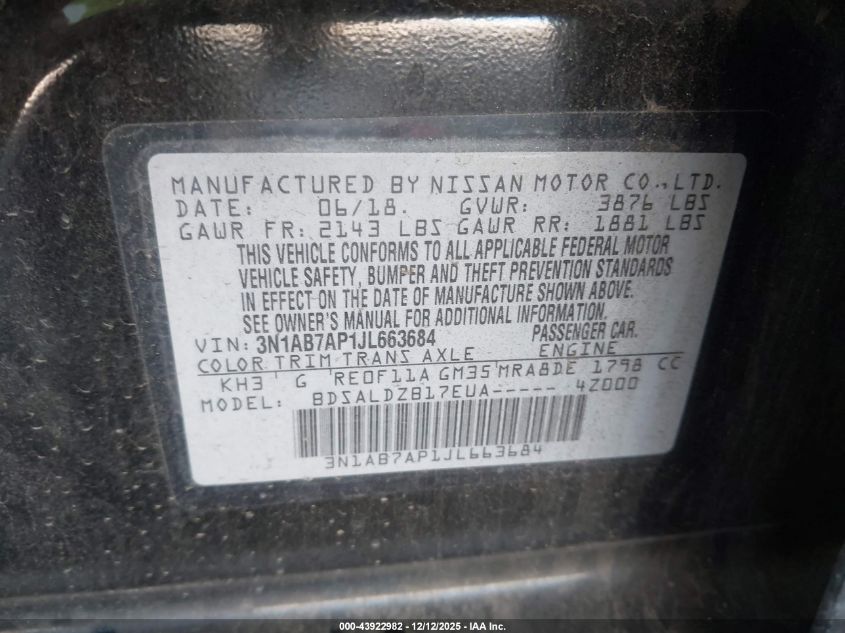 MANUFACTURED BY NISSAN MOTOR CO.,LTD.
DATE: 06/18. GVWR: 3876 LBS
GAWR FR: 2143 LBS GAWR RR: 1881 LBS
THIS VEHICLE CONFORMS TO ALL APPLICABLE FEDERAL MOTOR
VEHICLE SAFETY, BUMPER AND THEFT PREVENTION STANDARDS
IN EFFECT ON THE DATE OF MANUFACTURE SHOWN ABOVE.
SEE OWNER'S MANUAL FOR ADDITIONAL INFORMATION.
VIN: 3N1AB7AP1JL663684 PASSENGER CAR.
COLOR TRIM TRANS AXLE ENGINE
KH3 G RE0F11A GM35 MRA8DE 1798 CC
MODEL: BDSALDZB17EUA----- 4Z000
3N1AB7AP1JL663684
000-43922982 - 12/12/2025 - IAA Inc.